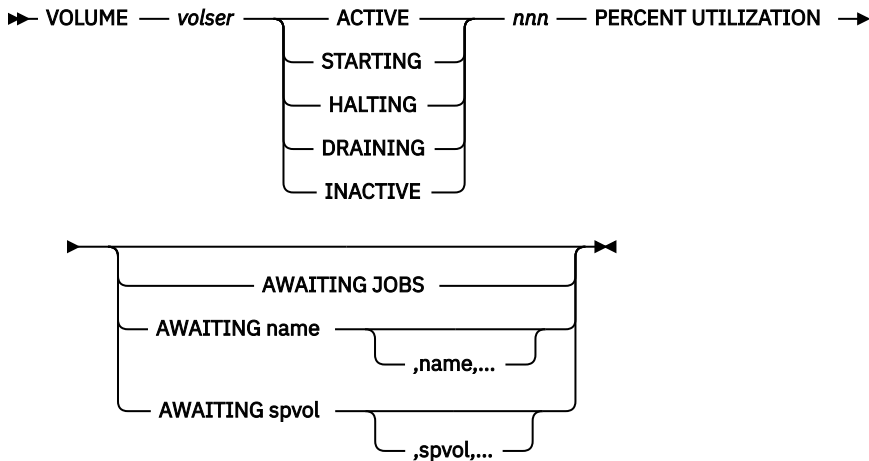 VOLUME volser ACTIVE nnn PERCENT UTILIZATION
STARTING
HALTING
DRAINING
INACTIVE
AWAITING JOBS
AWAITING name
,name,...
AWAITING spvol
,spvol,...